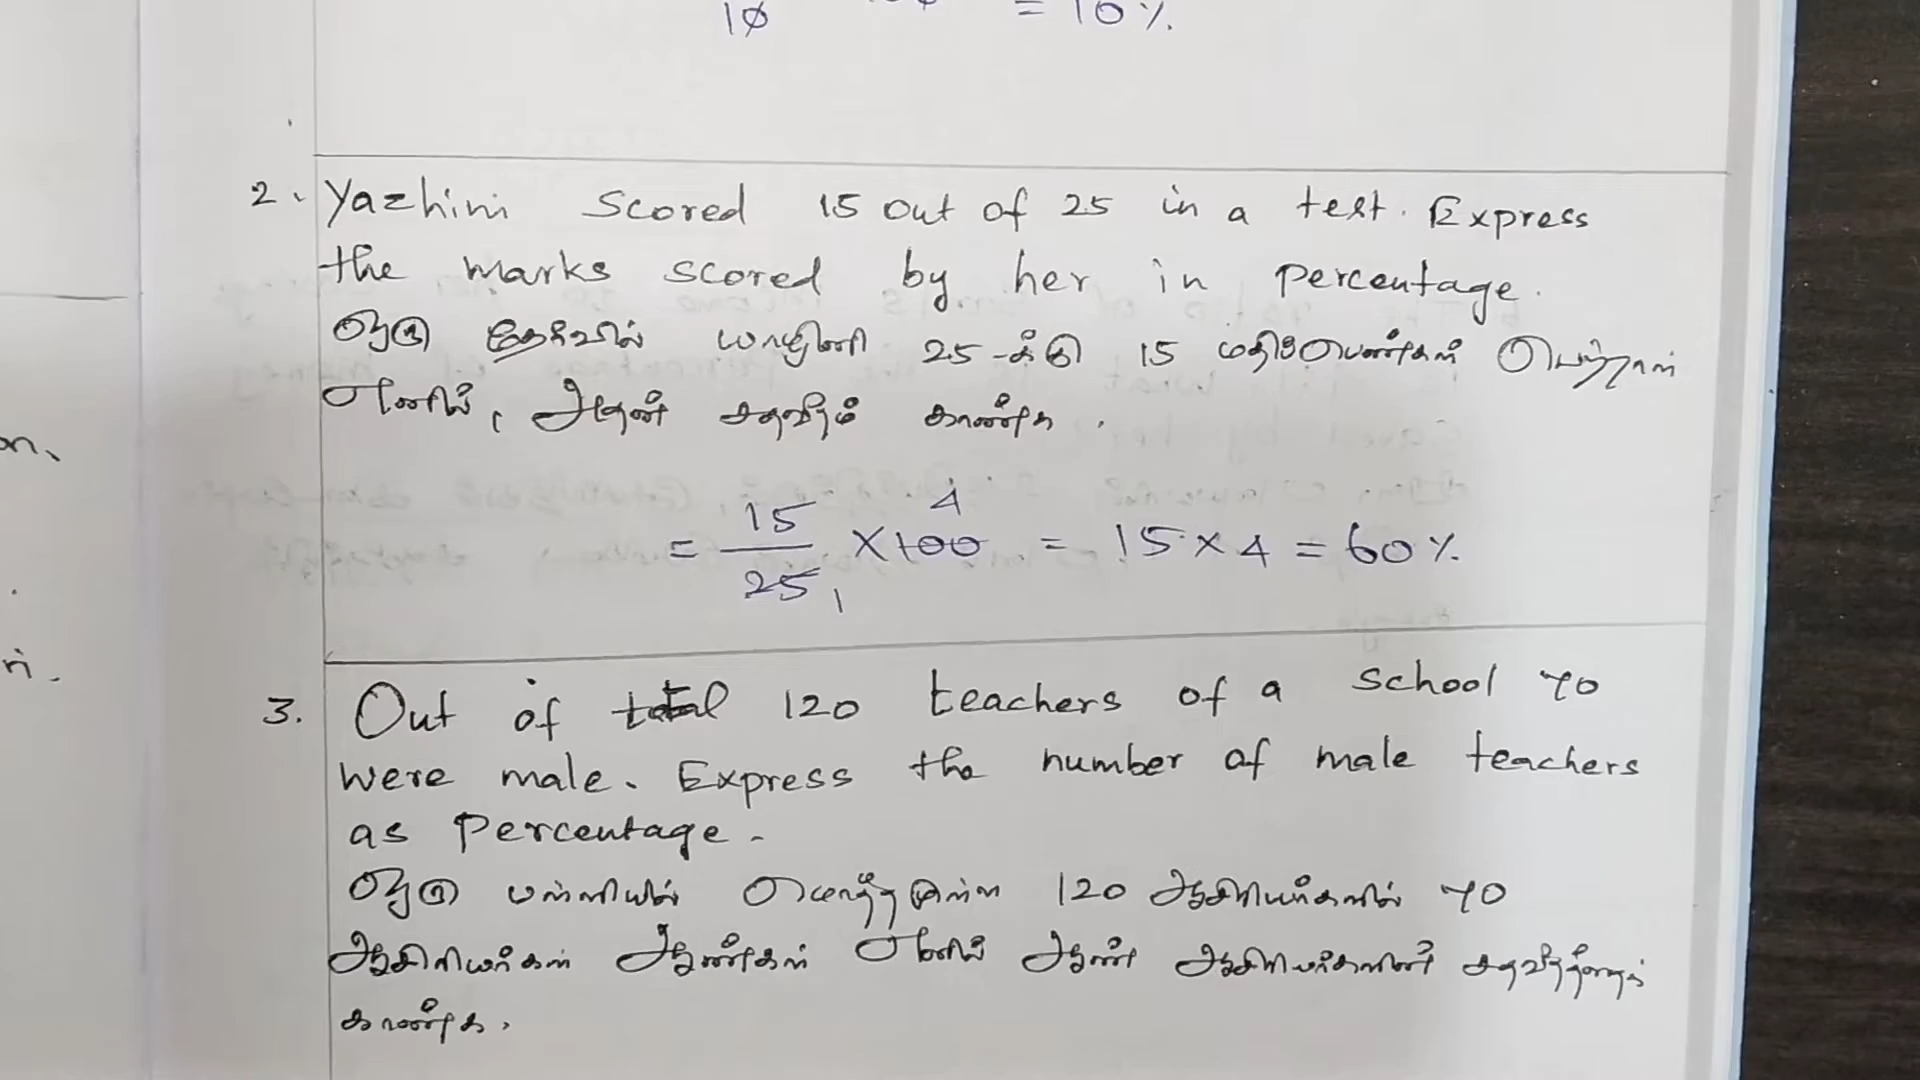 10 = 10%.
2. Yazhini Scored 15 out of 25 in a test. Express
the marks scored by her in percentage.
ஒரு தேர்வில் யாழினி 25-க்கு 15 மதிப்பெண்கள் பெற்றாள்
எனில், அதன் சதவீதம் காண்க.
= 15/25 × 100 = 15 × 4 = 60%.
4
1
3. Out of total 120 teachers of a school 70
were male. Express the number of male teachers
as percentage.
ஒரு பள்ளியில் மொத்தமுள்ள 120 ஆசிரியர்களில் 70
ஆசிரியர்கள் ஆண்கள் எனில் ஆண் ஆசிரியர்களின் சதவீதத்தைக்
காண்க.